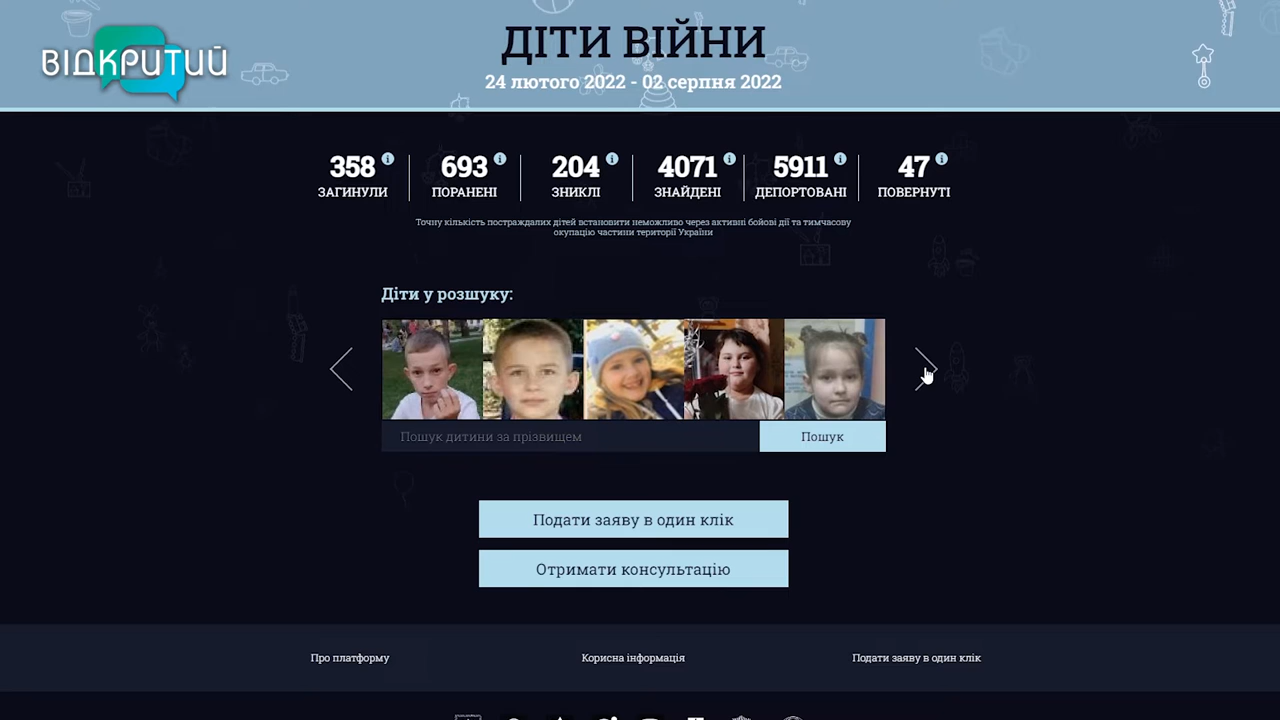 ВІДКРИТИЙ
ДІТИ ВІЙНИ
24 лютого 2022 - 02 серпня 2022
358 693 204 4071 5911 47
ЗАГИНУЛИ ПОРАНЕНІ ЗНИКЛІ ЗНАЙДЕНІ ДЕПОРТОВАНІ ПОВЕРНУТІ
Точну кількість постраждалих дітей встановити неможливо через активні бойові дії та тимчасову
окупацію частини території України
Діти у розшуку:
Пошук дитини за прізвищем Пошук
Подати заяву в один клік
Отримати консультацію
Про платформу Корисна інформація Подати заяву в один клік